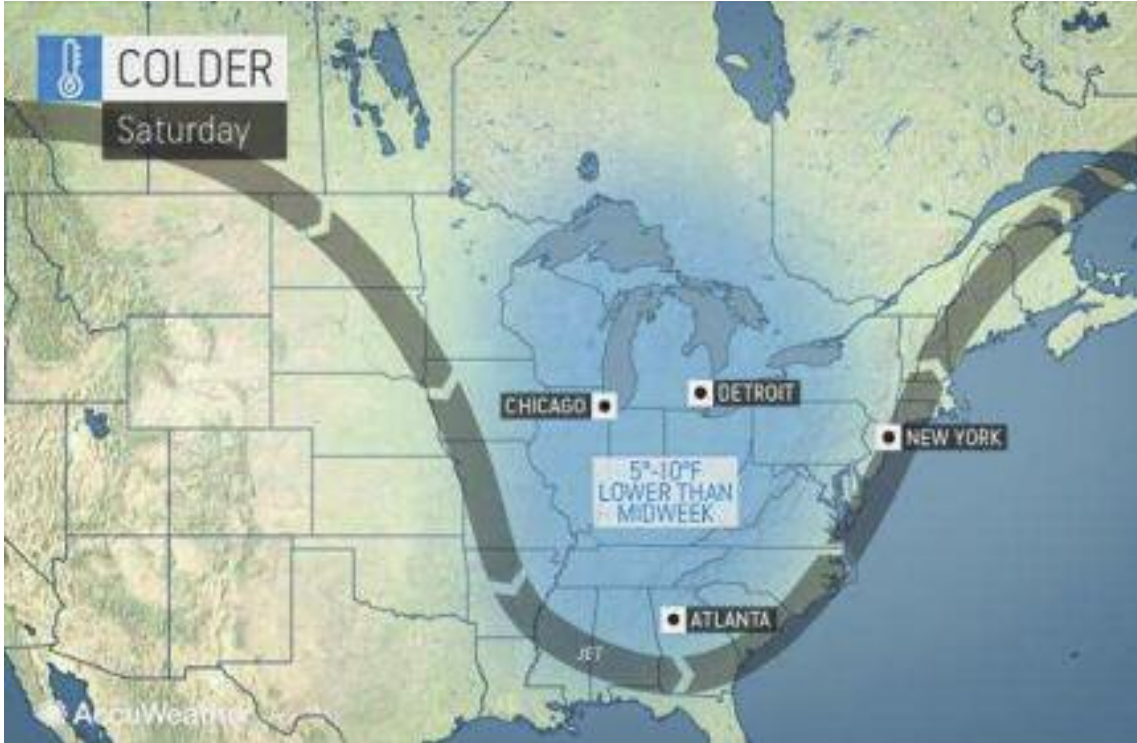 COLDER
Saturday
CHICAGO
DETROIT
NEW YORK
5°-10°F
LOWER THAN
MIDWEEK
ATLANTA
JET
AccuWeather